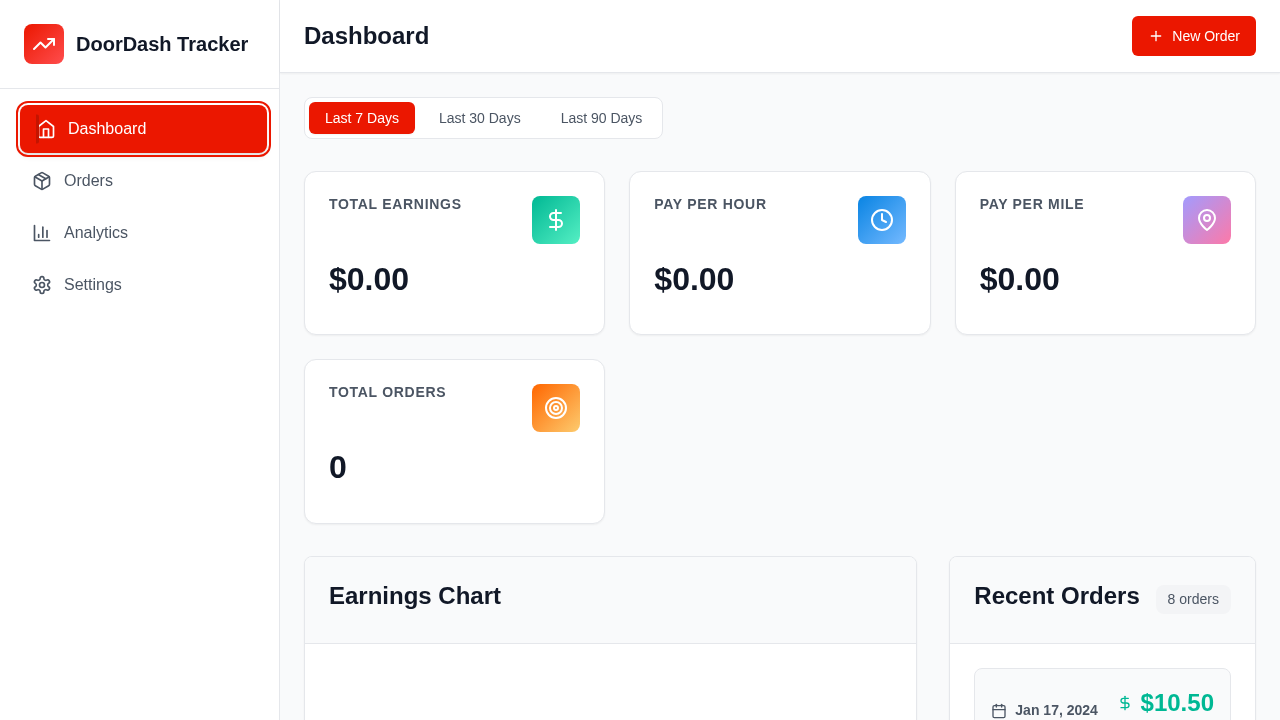 DoorDash Tracker
Dashboard
Orders
Analytics
Settings
Dashboard
New Order
Last 7 Days
Last 30 Days
Last 90 Days
TOTAL EARNINGS
$0.00
PAY PER HOUR
$0.00
PAY PER MILE
$0.00
TOTAL ORDERS
0
Earnings Chart
Recent Orders
8 orders
Jan 17, 2024
$10.50